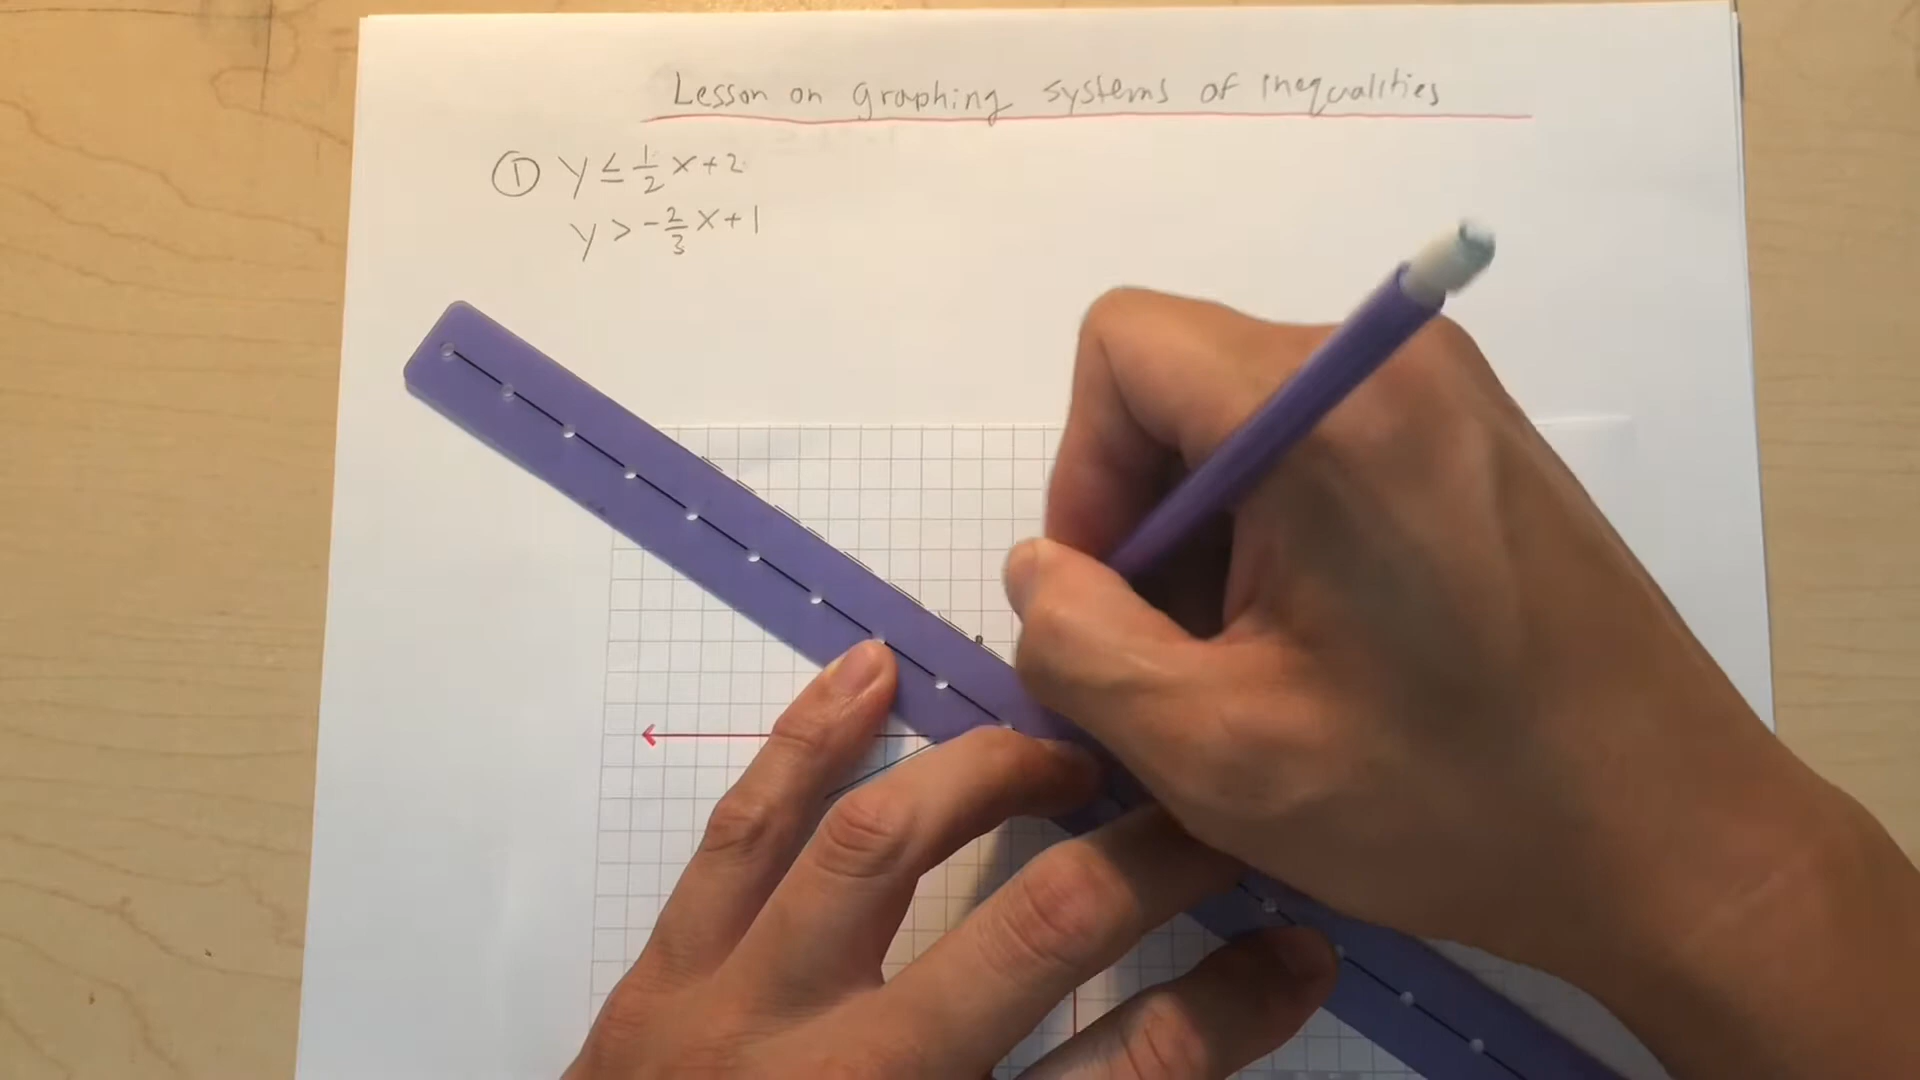 Lesson on graphing systems of inequalities
① y ≤ 1/2 x + 2
y > -2/3 x + 1